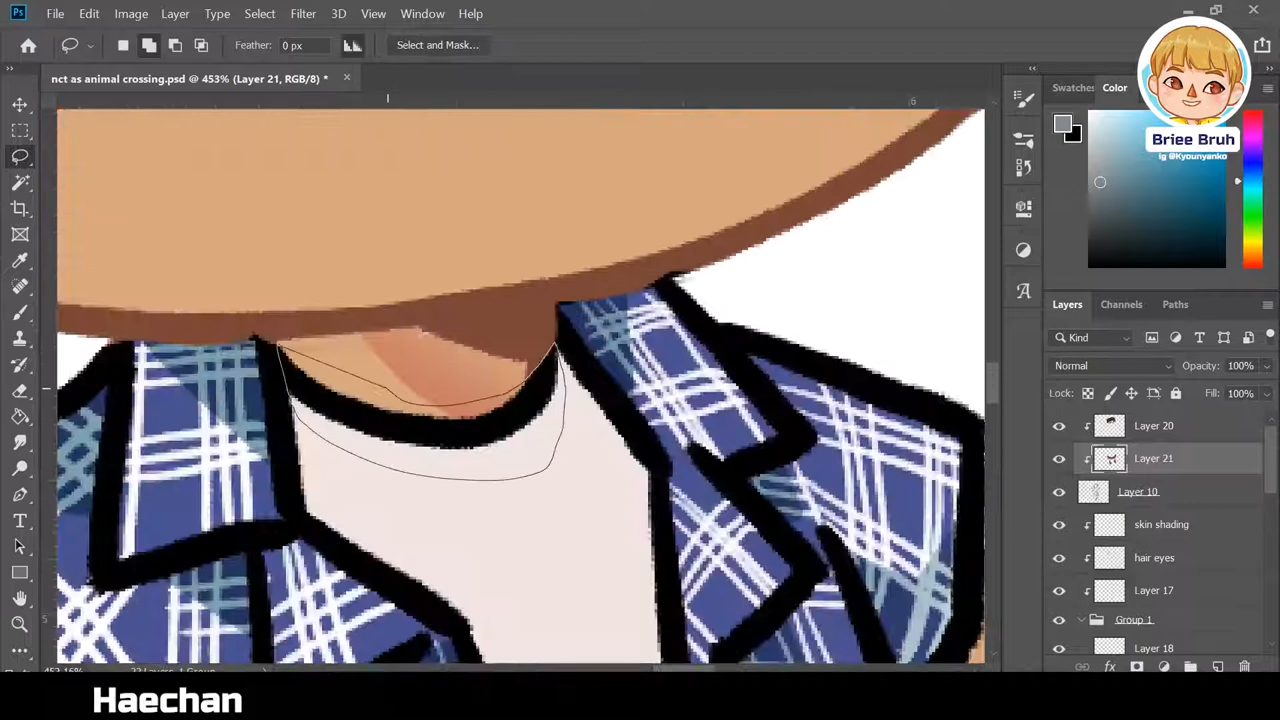 Ps File Edit Image Layer Type Select Filter 3D View Window Help
Feather: 0 px Select and Mask...
nct as animal crossing.psd @ 453% (Layer 21, RGB/8) *
Swatches Color
Briee Bruh
ig @Kyounyanko
6
Layers Channels Paths
Kind
Normal Opacity: 100%
Lock: Fill: 100%
Layer 20
Layer 21
Layer 10
skin shading
hair eyes
Layer 17
Group 1
Layer 18
5
Haechan